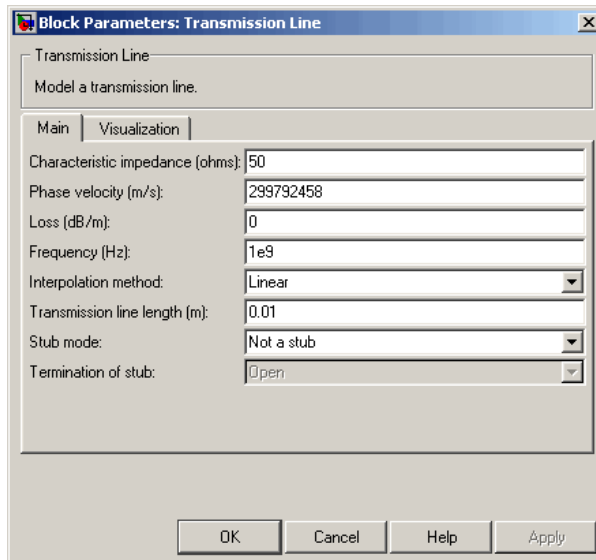 Block Parameters: Transmission Line
Transmission Line
Model a transmission line.
Main Visualization
Characteristic impedance (ohms): 50
Phase velocity (m/s): 299792458
Loss (dB/m): 0
Frequency (Hz): 1e9
Interpolation method: Linear
Transmission line length (m): 0.01
Stub mode: Not a stub
Termination of stub: Open
OK Cancel Help Apply